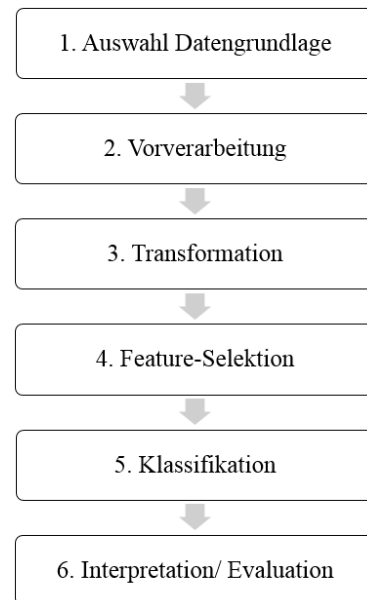 1. Auswahl Datengrundlage
2. Vorverarbeitung
3. Transformation
4. Feature-Selektion
5. Klassifikation
6. Interpretation/ Evaluation